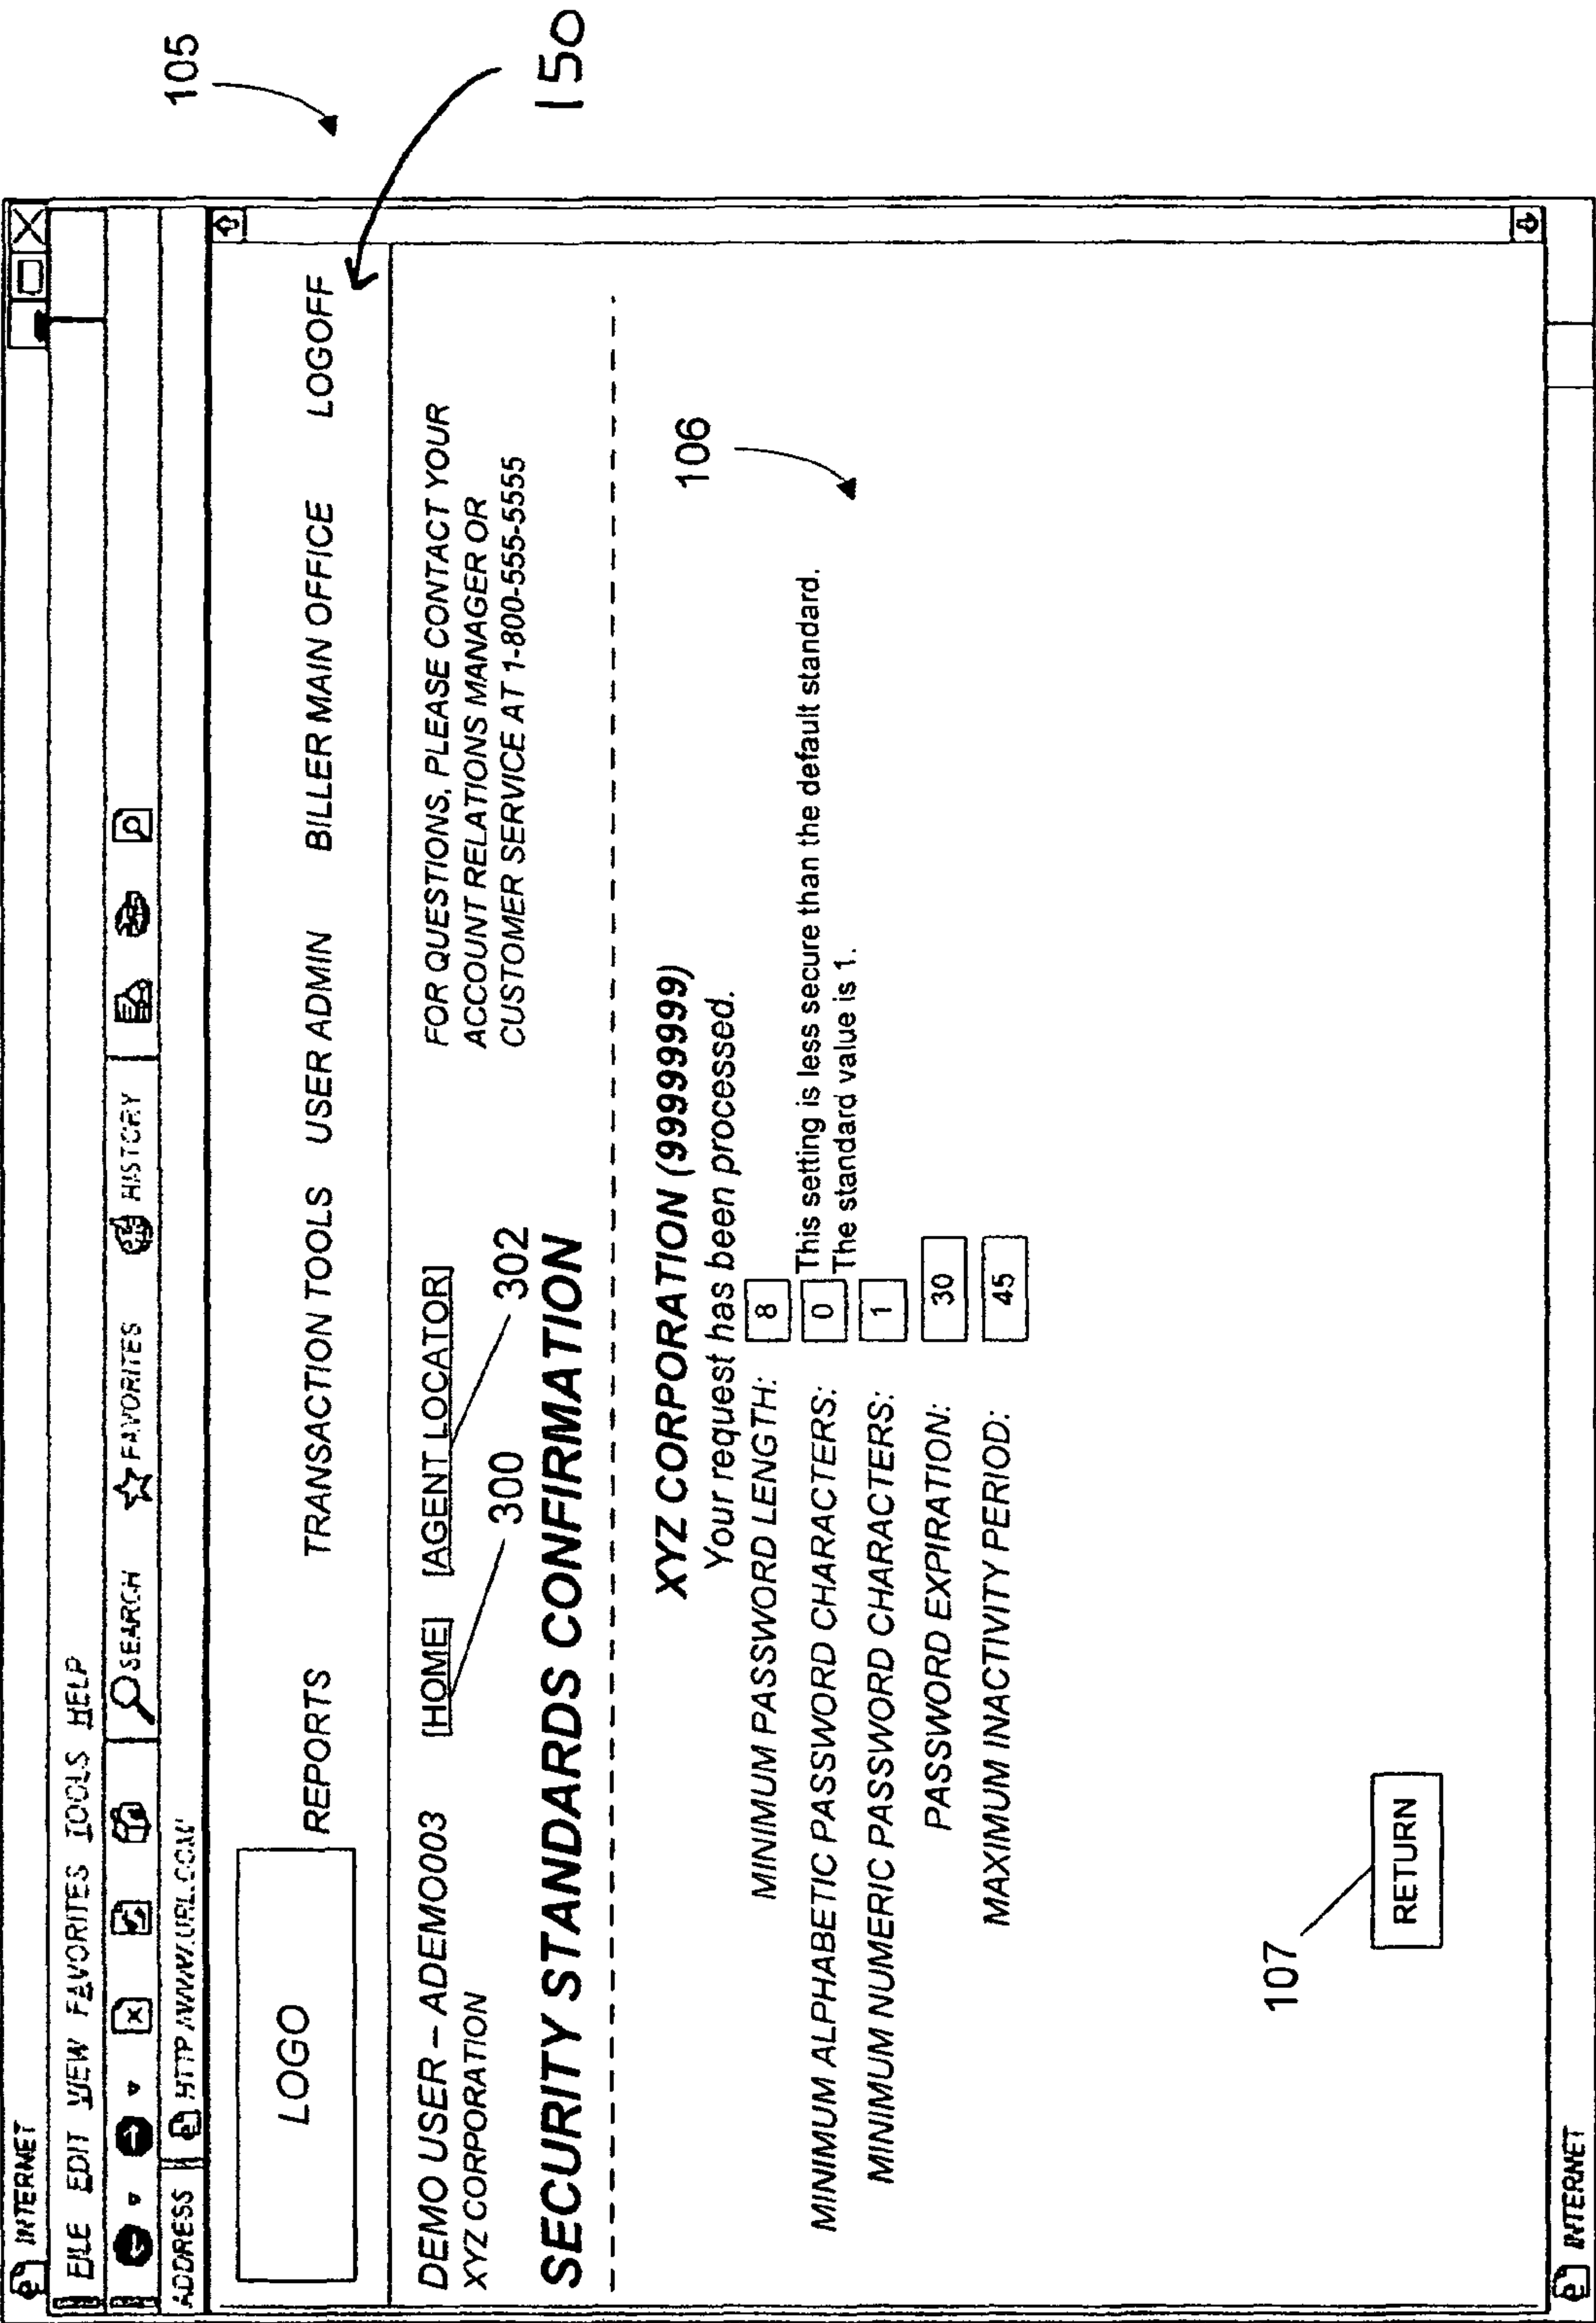 INTERNET
FILE EDIT VIEW FAVORITES TOOLS HELP
SEARCH FAVORITES HISTORY
ADDRESS HTTP://WWW.URL.COM/
105
150
LOGO
REPORTS TRANSACTION TOOLS USER ADMIN BILLER MAIN OFFICE LOGOFF
DEMO USER – ADEMO003 [HOME] [AGENT LOCATOR] FOR QUESTIONS, PLEASE CONTACT YOUR
XYZ CORPORATION ACCOUNT RELATIONS MANAGER OR
300 302 CUSTOMER SERVICE AT 1-800-555-5555
SECURITY STANDARDS CONFIRMATION
XYZ CORPORATION (9999999)
106
Your request has been processed.
MINIMUM PASSWORD LENGTH: 8
MINIMUM ALPHABETIC PASSWORD CHARACTERS: 0 This setting is less secure than the default standard.
The standard value is 1.
MINIMUM NUMERIC PASSWORD CHARACTERS: 1
PASSWORD EXPIRATION: 30
MAXIMUM INACTIVITY PERIOD: 45
107
RETURN
INTERNET